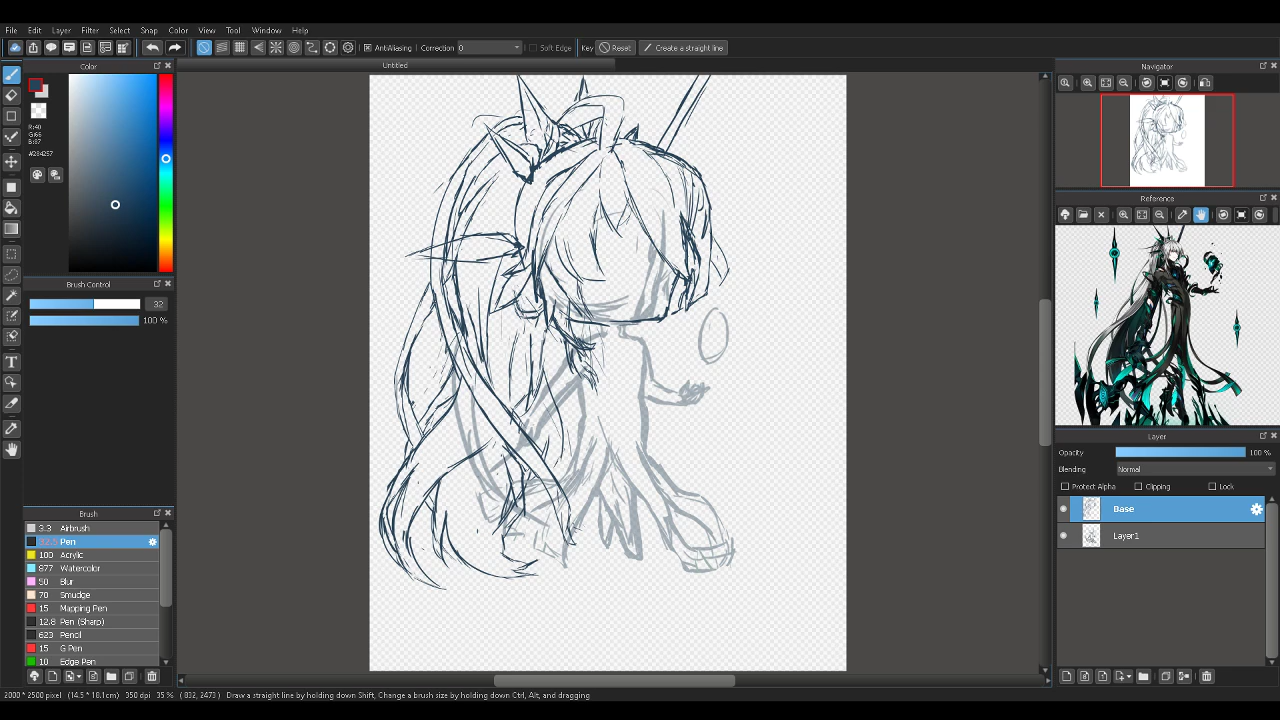 File Edit Layer Filter Select Snap Color View Tool Window Help
AntiAliasing Correction 0 Soft Edge Key Reset Create a straight line
Color
Untitled
Navigator
R:40
G:66
B:87
#284257
Brush Control
32
100 %
Reference
Layer
Opacity 100 %
Blending Normal
Protect Alpha Clipping Lock
Base
Layer1
Brush
3.3 Airbrush
Pen
100 Acrylic
877 Watercolor
50 Blur
70 Smudge
15 Mapping Pen
12.8 Pen (Sharp)
623 Pencil
15 G Pen
10 Edge Pen
2000 * 2500 pixel (14.5 * 18.1cm) 350 dpi 35 % ( 832, 2473 ) Draw a straight line by holding down Shift, Change a brush size by holding down Ctrl, Alt, and dragging